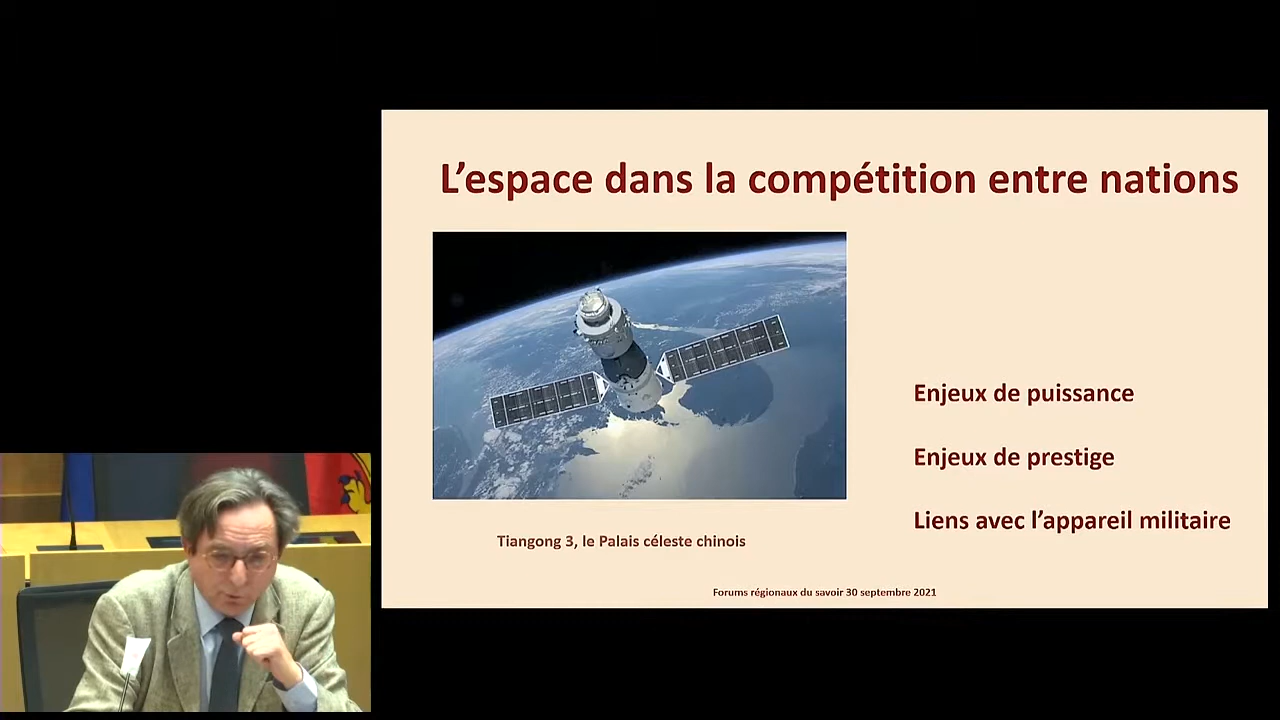 L’espace dans la compétition entre nations
Enjeux de puissance
Enjeux de prestige
Liens avec l’appareil militaire
Tiangong 3, le Palais céleste chinois
Forums régionaux du savoir 30 septembre 2021